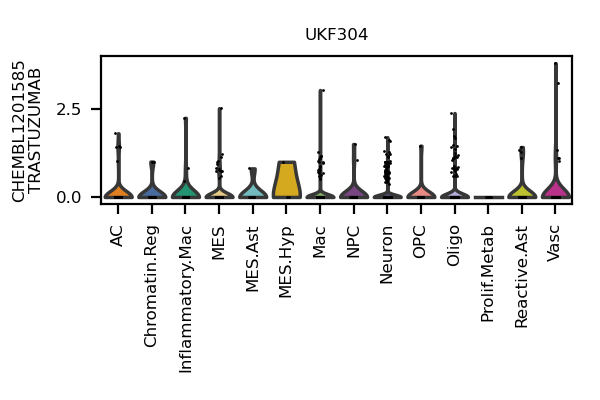 UKF304
CHEMBL1201585
TRASTUZUMAB
2.5
0.0
AC
Chromatin.Reg
Inflammatory.Mac
MES
MES.Ast
MES.Hyp
Mac
NPC
Neuron
OPC
Oligo
Prolif.Metab
Reactive.Ast
Vasc